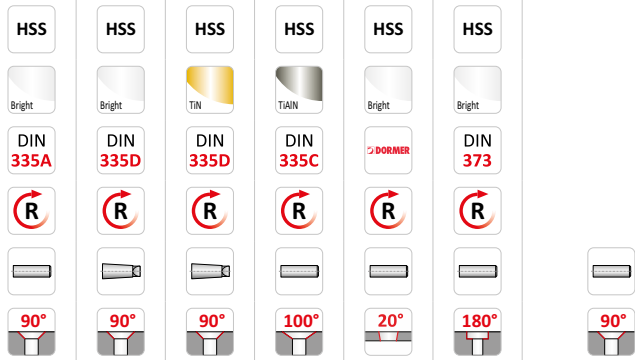 HSS HSS HSS HSS HSS HSS
Bright Bright TiN TiAlN Bright Bright
DIN DIN DIN DIN DORMER DIN
335A 335D 335D 335C 373
R R R R R R
90° 90° 90° 100° 20° 180° 90°